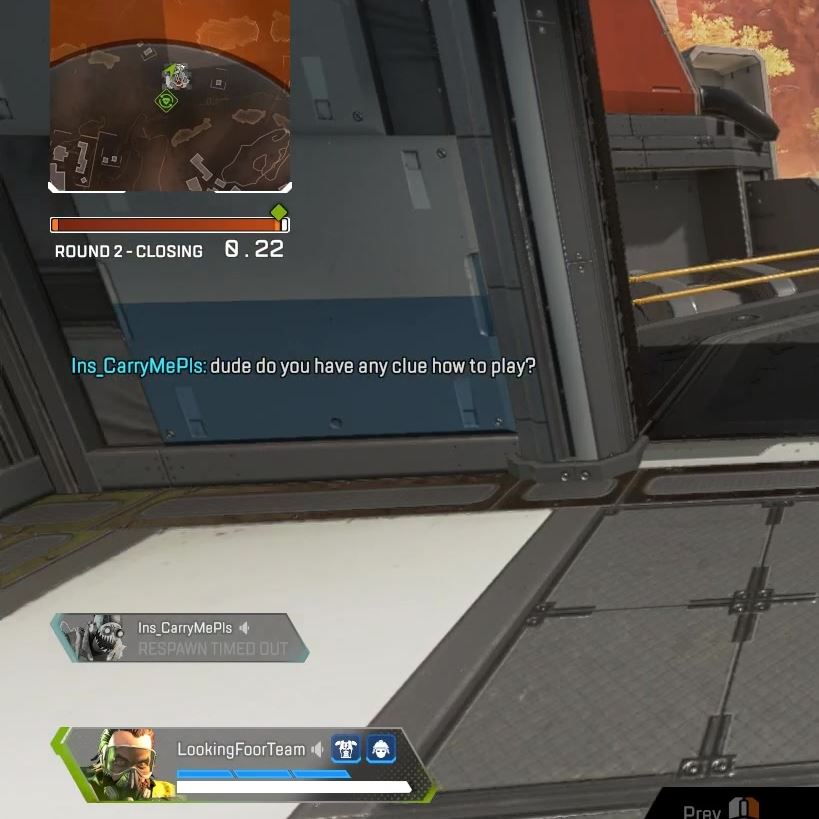 ROUND 2 - CLOSING 0.22
Ins_CarryMePls: dude do you have any clue how to play?
Ins_CarryMePls
RESPAWN TIMED OUT
LookingFoorTeam
Prev